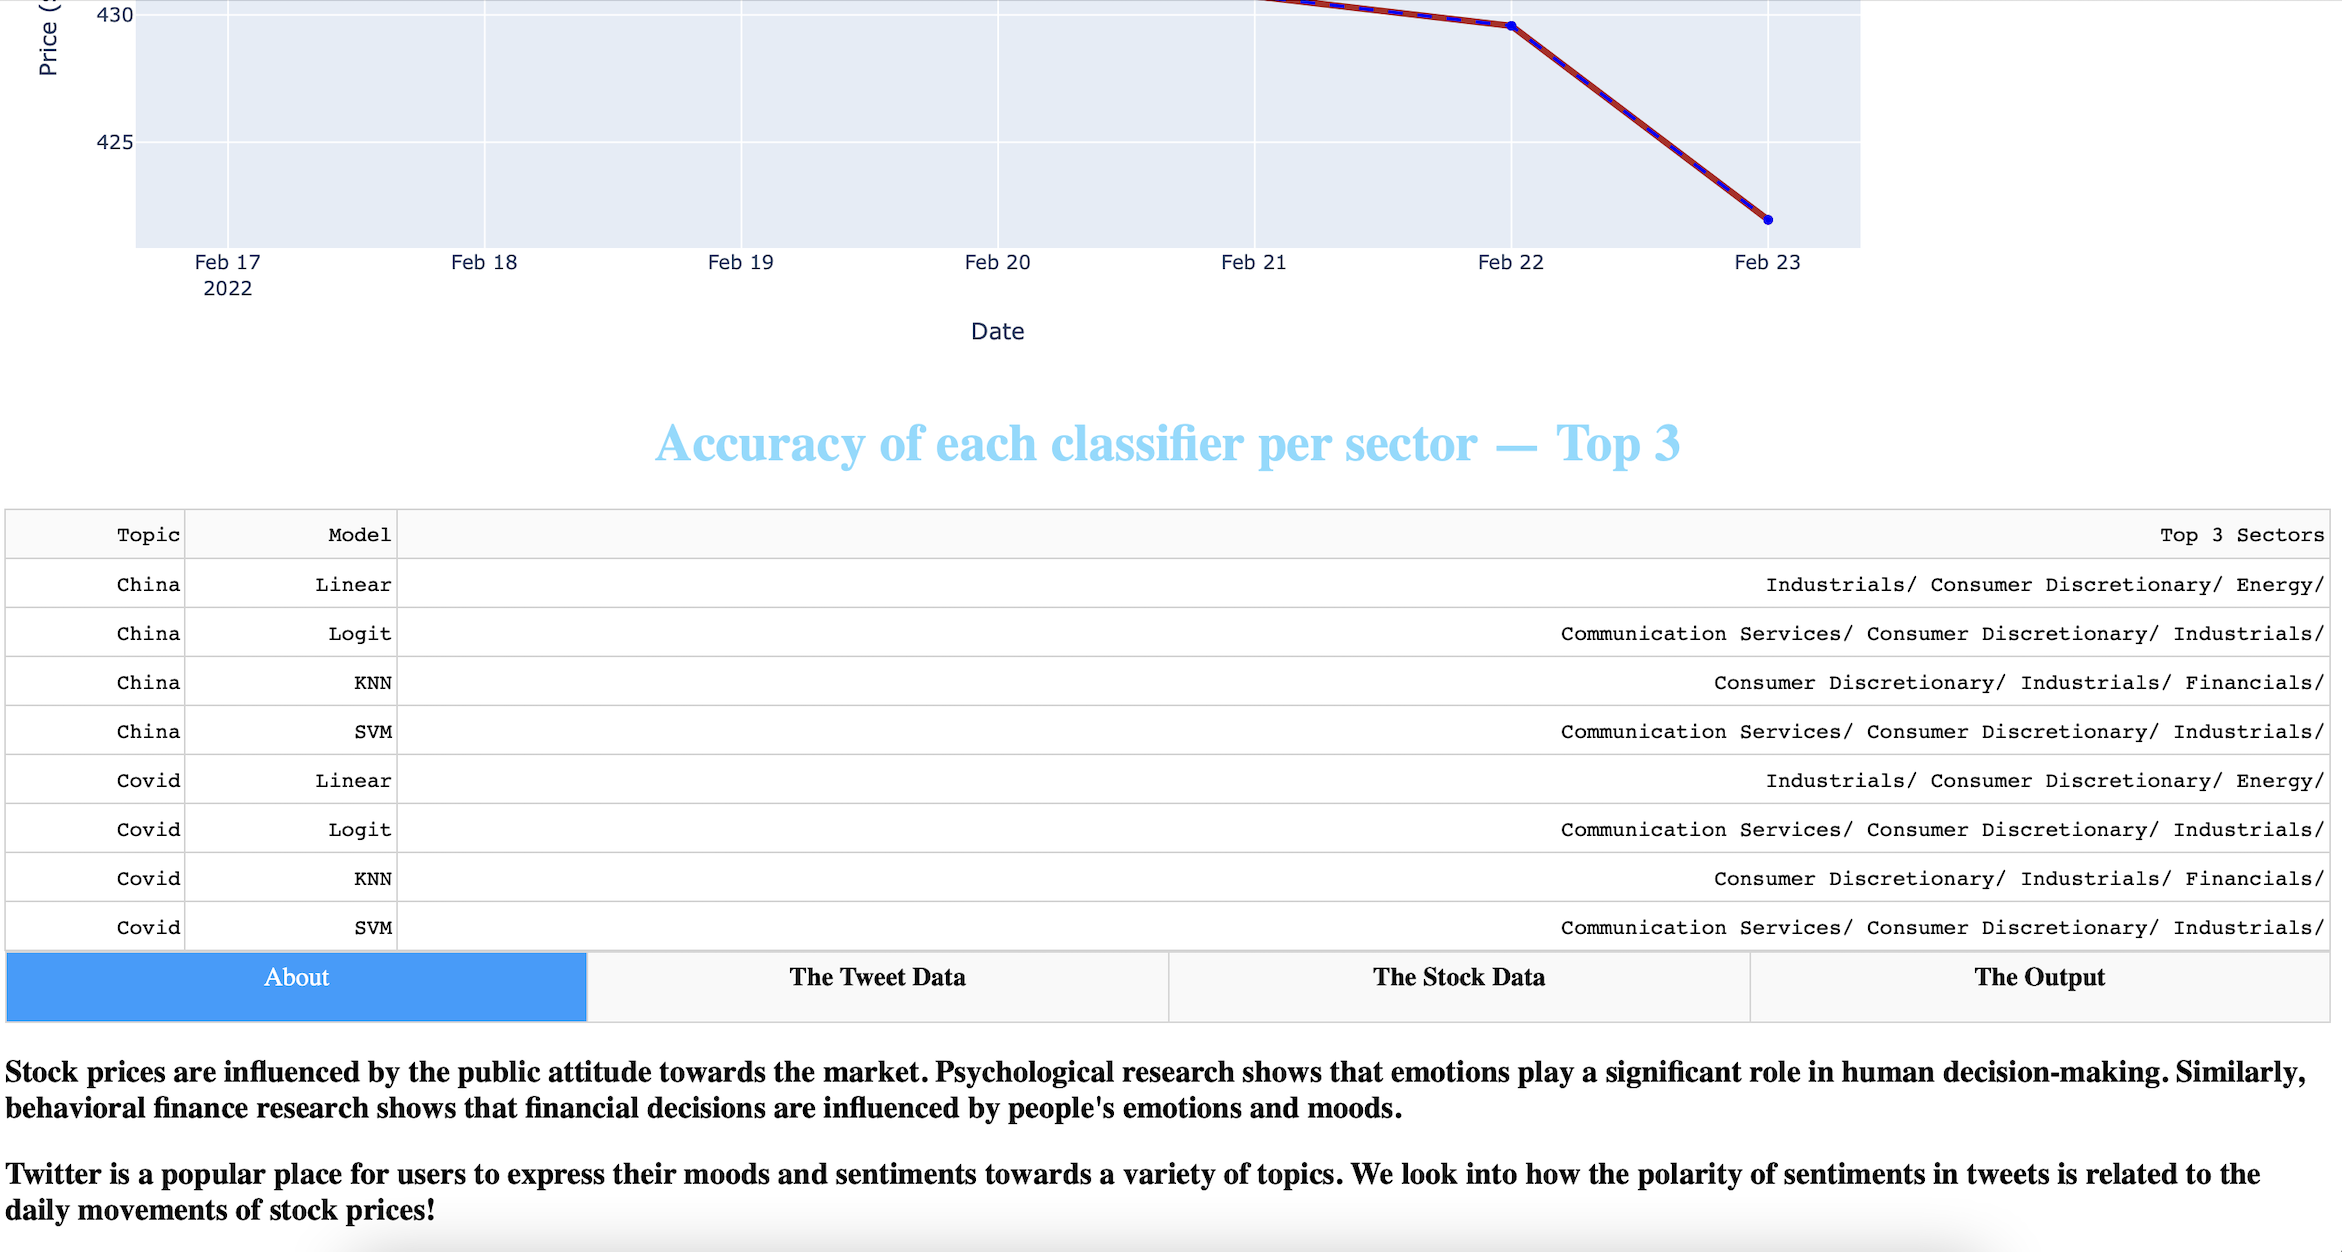 Price (
430
425
Feb 17 Feb 18 Feb 19 Feb 20 Feb 21 Feb 22 Feb 23
2022
Date
Accuracy of each classifier per sector — Top 3
Topic Model Top 3 Sectors
China Linear Industrials/ Consumer Discretionary/ Energy/
China Logit Communication Services/ Consumer Discretionary/ Industrials/
China KNN Consumer Discretionary/ Industrials/ Financials/
China SVM Communication Services/ Consumer Discretionary/ Industrials/
Covid Linear Industrials/ Consumer Discretionary/ Energy/
Covid Logit Communication Services/ Consumer Discretionary/ Industrials/
Covid KNN Consumer Discretionary/ Industrials/ Financials/
Covid SVM Communication Services/ Consumer Discretionary/ Industrials/
About The Tweet Data The Stock Data The Output
Stock prices are influenced by the public attitude towards the market. Psychological research shows that emotions play a significant role in human decision-making. Similarly,
behavioral finance research shows that financial decisions are influenced by people's emotions and moods.
Twitter is a popular place for users to express their moods and sentiments towards a variety of topics. We look into how the polarity of sentiments in tweets is related to the
daily movements of stock prices!